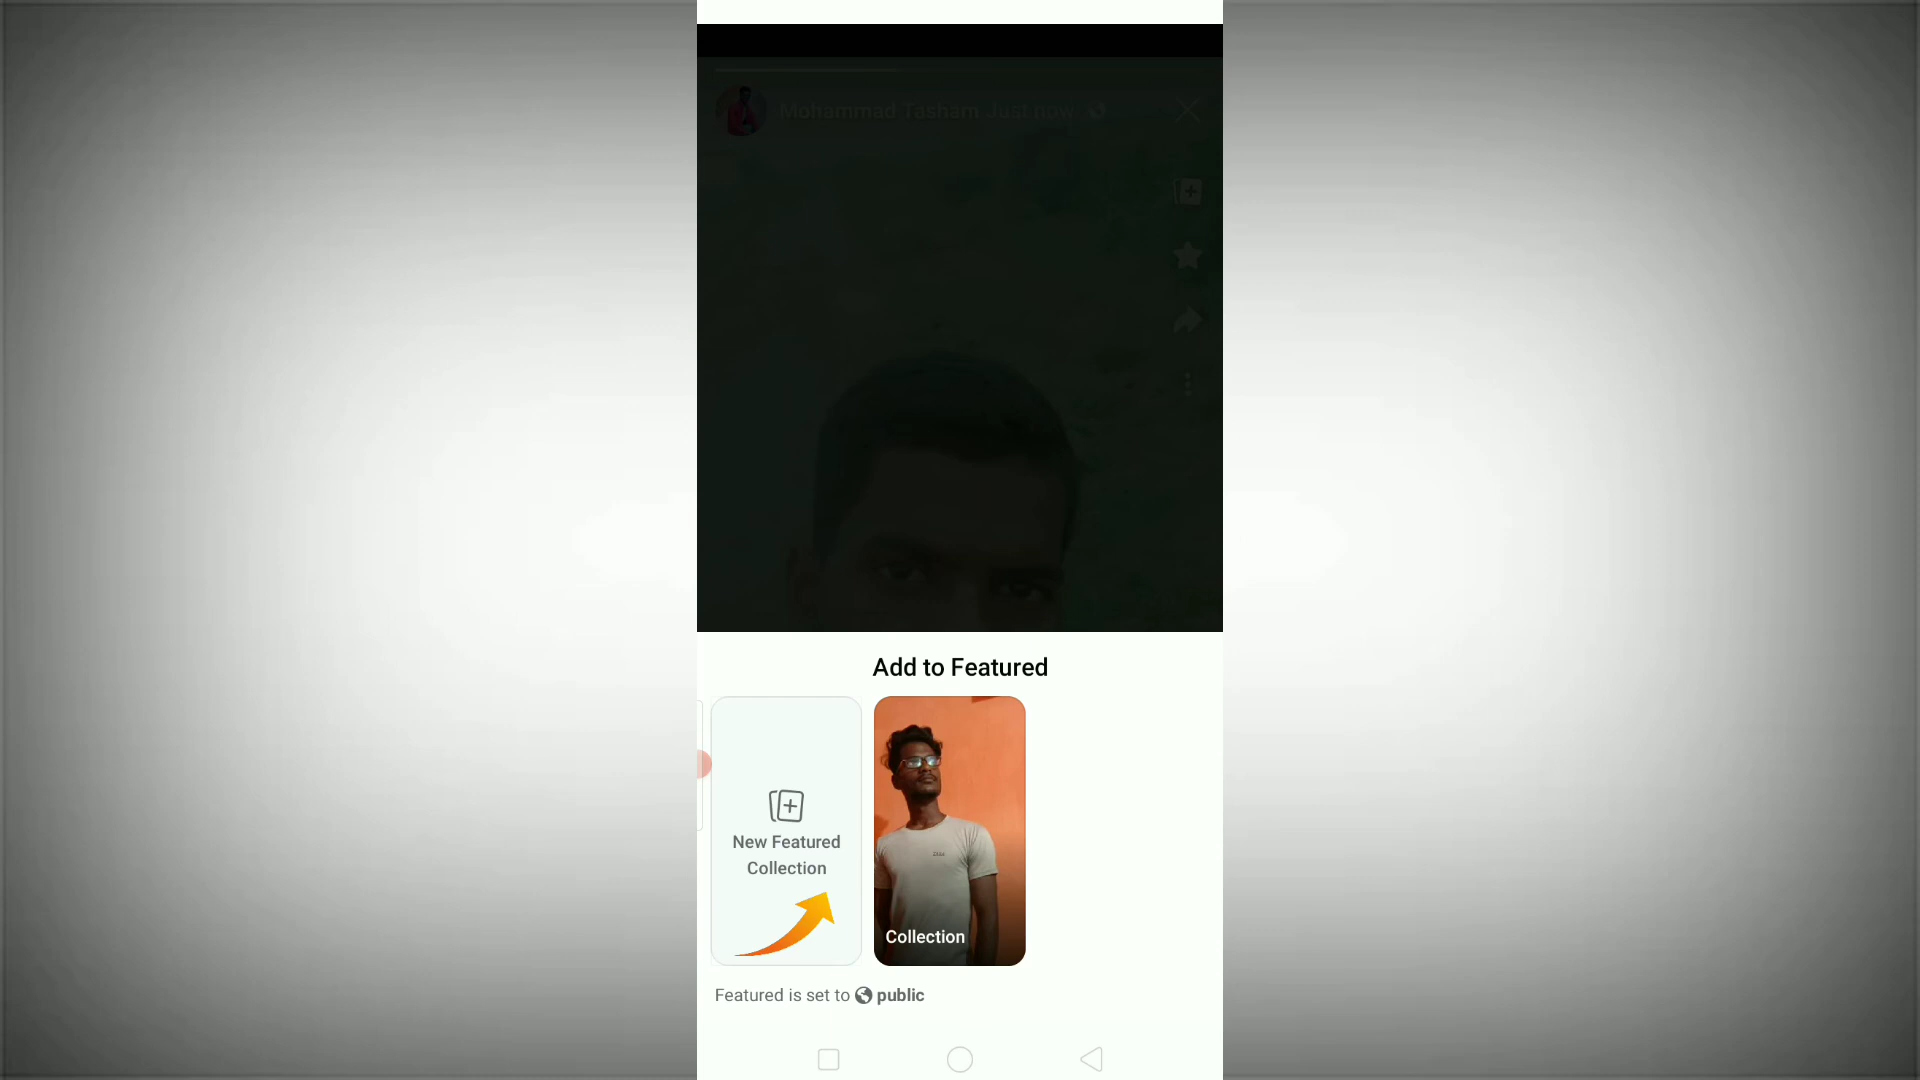 Mohammad Tasham Just now
Add to Featured
New Featured
Collection
Collection
Featured is set to public